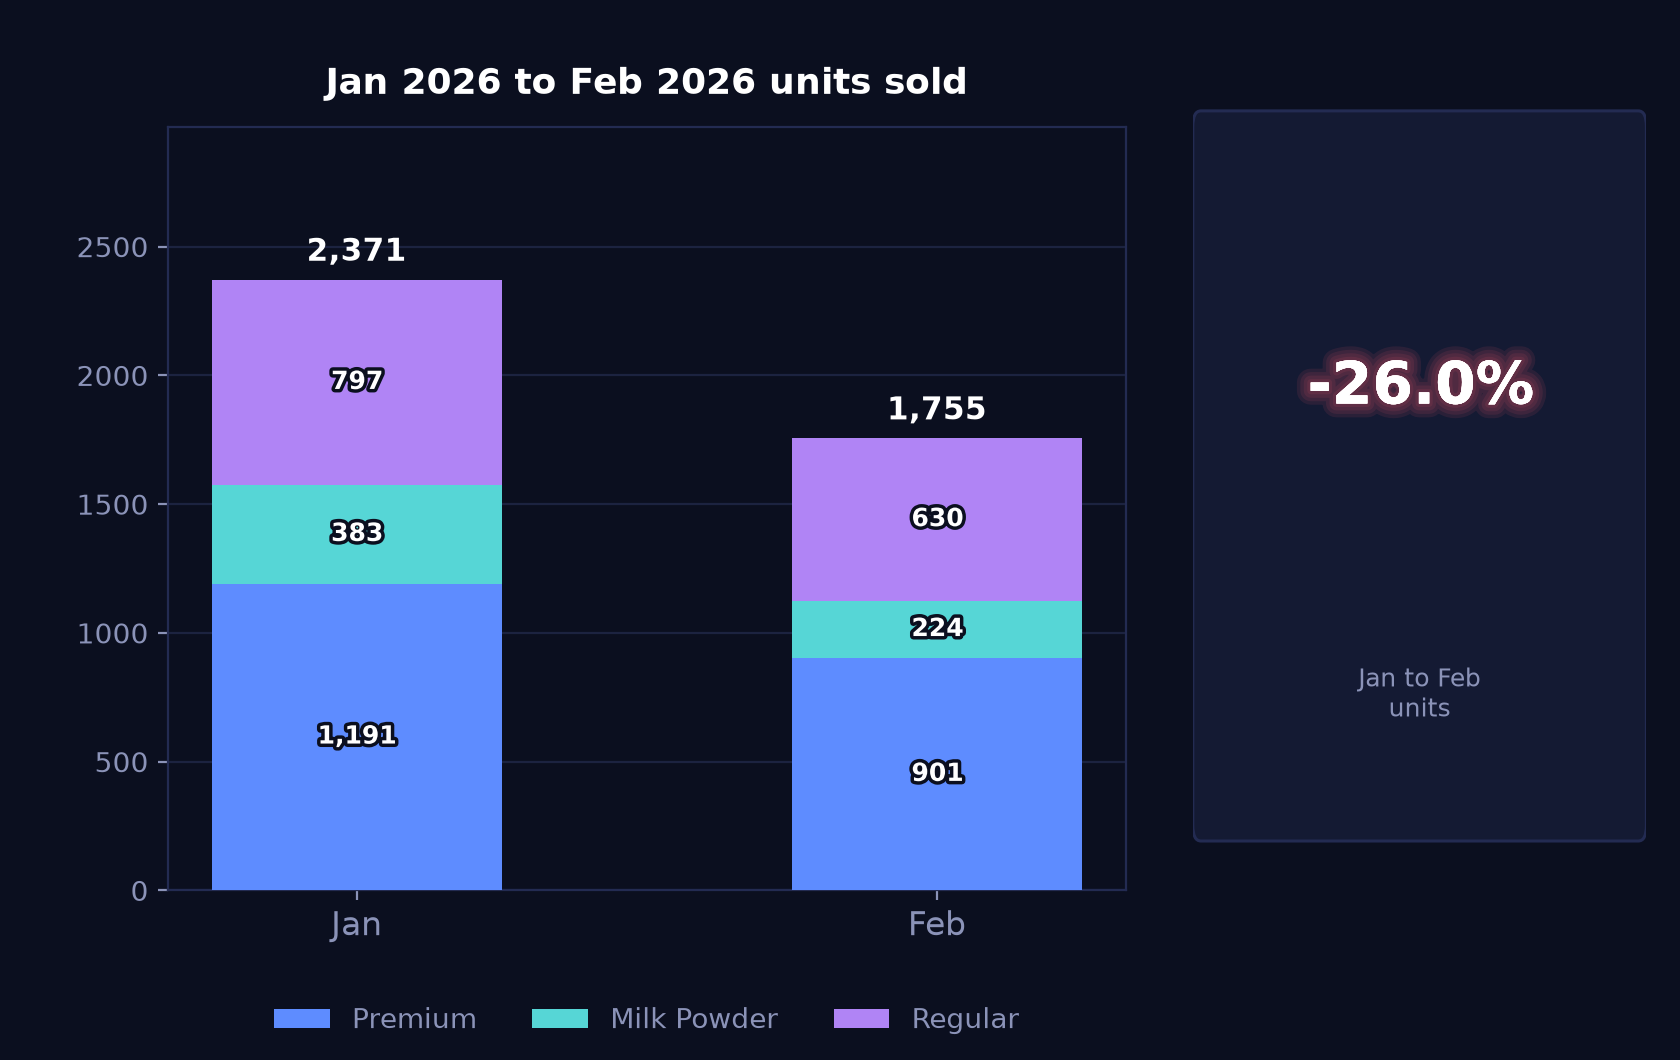 Jan 2026 to Feb 2026 units sold
2500
2000
1500
1000
500
0
2,371
797
383
1,191
1,755
630
224
901
Jan
Feb
Premium
Milk Powder
Regular
-26.0%
Jan to Feb
units